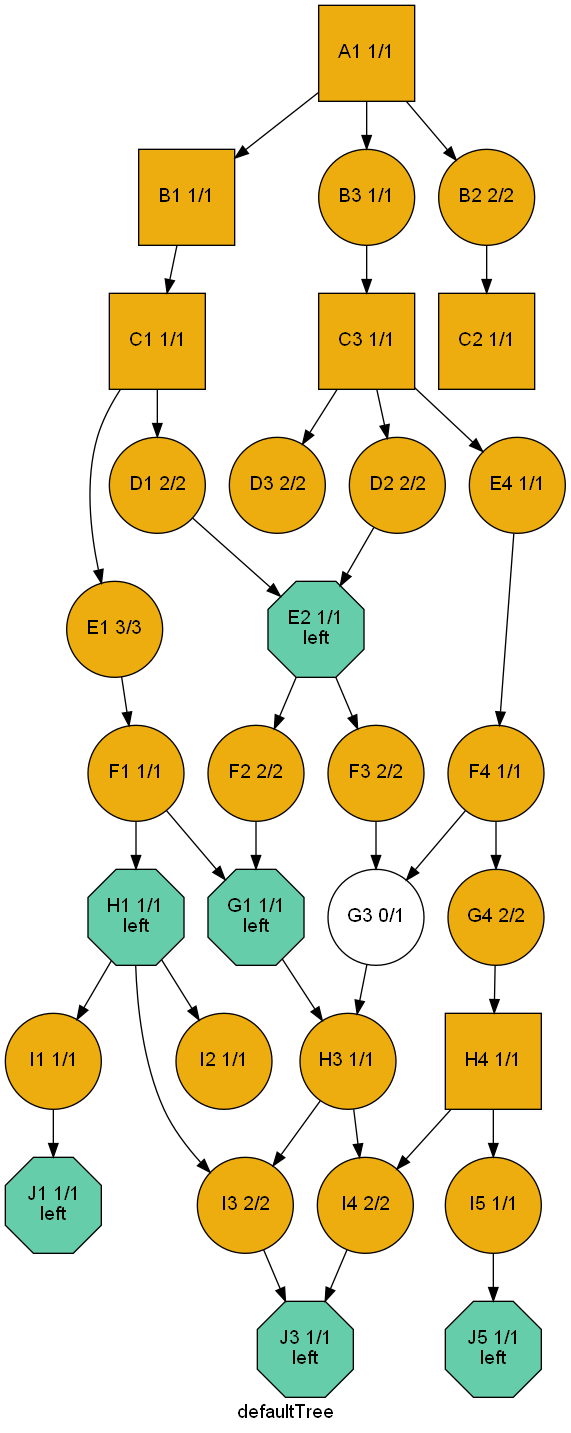 A1 1/1
B1 1/1
B3 1/1
B2 2/2
C1 1/1
C3 1/1
C2 1/1
D1 2/2
D3 2/2
D2 2/2
E4 1/1
E1 3/3
E2 1/1
left
F1 1/1
F2 2/2
F3 2/2
F4 1/1
H1 1/1
left
G1 1/1
left
G3 0/1
G4 2/2
I1 1/1
I2 1/1
H3 1/1
H4 1/1
J1 1/1
left
I3 2/2
I4 2/2
I5 1/1
J3 1/1
left
J5 1/1
left
defaultTree